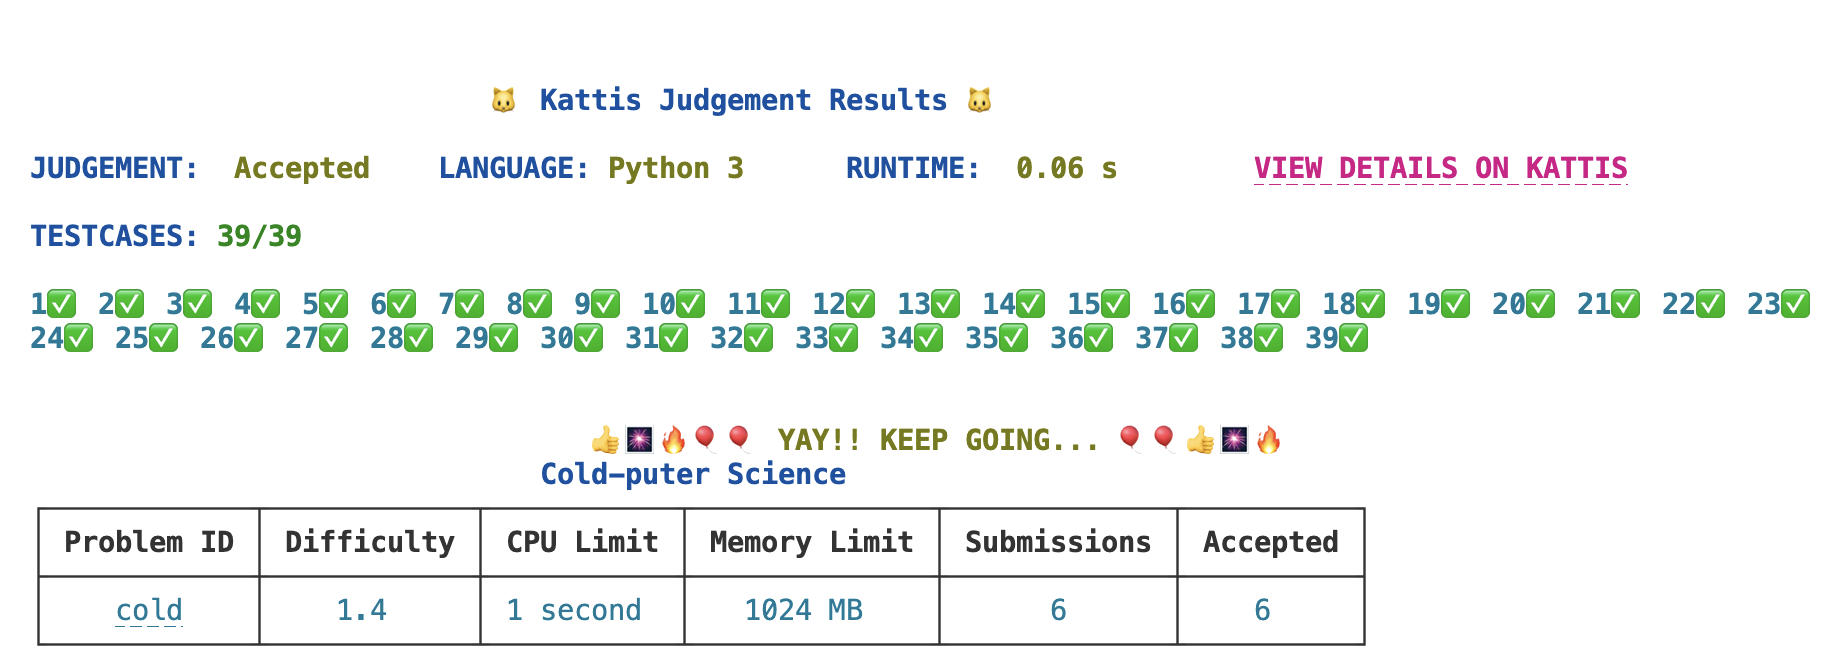 🐱 Kattis Judgement Results 🐱
JUDGEMENT: Accepted LANGUAGE: Python 3 RUNTIME: 0.06 s VIEW DETAILS ON KATTIS
TESTCASES: 39/39
1✅ 2✅ 3✅ 4✅ 5✅ 6✅ 7✅ 8✅ 9✅ 10✅ 11✅ 12✅ 13✅ 14✅ 15✅ 16✅ 17✅ 18✅ 19✅ 20✅ 21✅ 22✅ 23✅
24✅ 25✅ 26✅ 27✅ 28✅ 29✅ 30✅ 31✅ 32✅ 33✅ 34✅ 35✅ 36✅ 37✅ 38✅ 39✅
👍🎆🔥🎈🎈 YAY!! KEEP GOING... 🎈🎈👍🎆🔥
Cold-puter Science
Problem ID Difficulty CPU Limit Memory Limit Submissions Accepted
cold 1.4 1 second 1024 MB 6 6